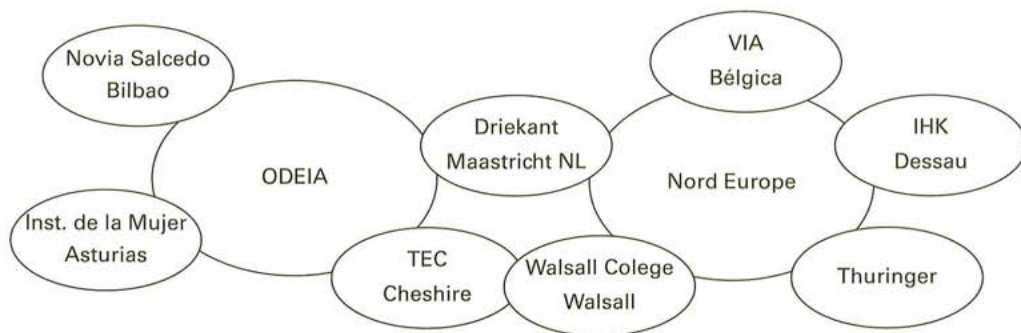 Novia Salcedo
Bilbao
ODEIA
Inst. de la Mujer
Asturias
Driekant
Maastricht NL
TEC
Cheshire
Walsall Colege
Walsall
VIA
Bélgica
Nord Europe
IHK
Dessau
Thuringer